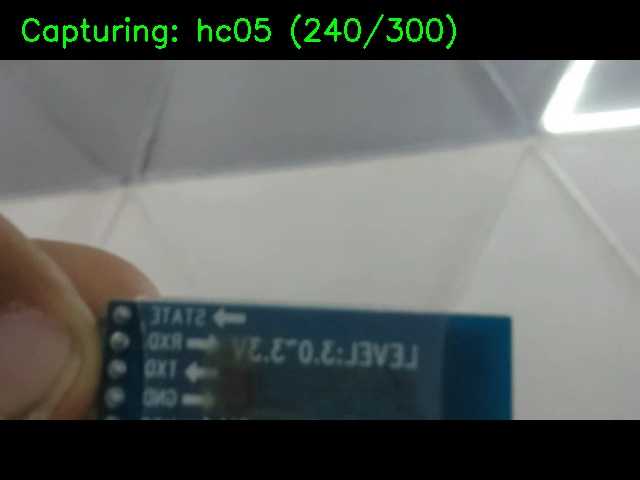 Capturing: hc05 (240/300)
STATE
RXD
LEVEL:3.0~3.3V
TXD
GND